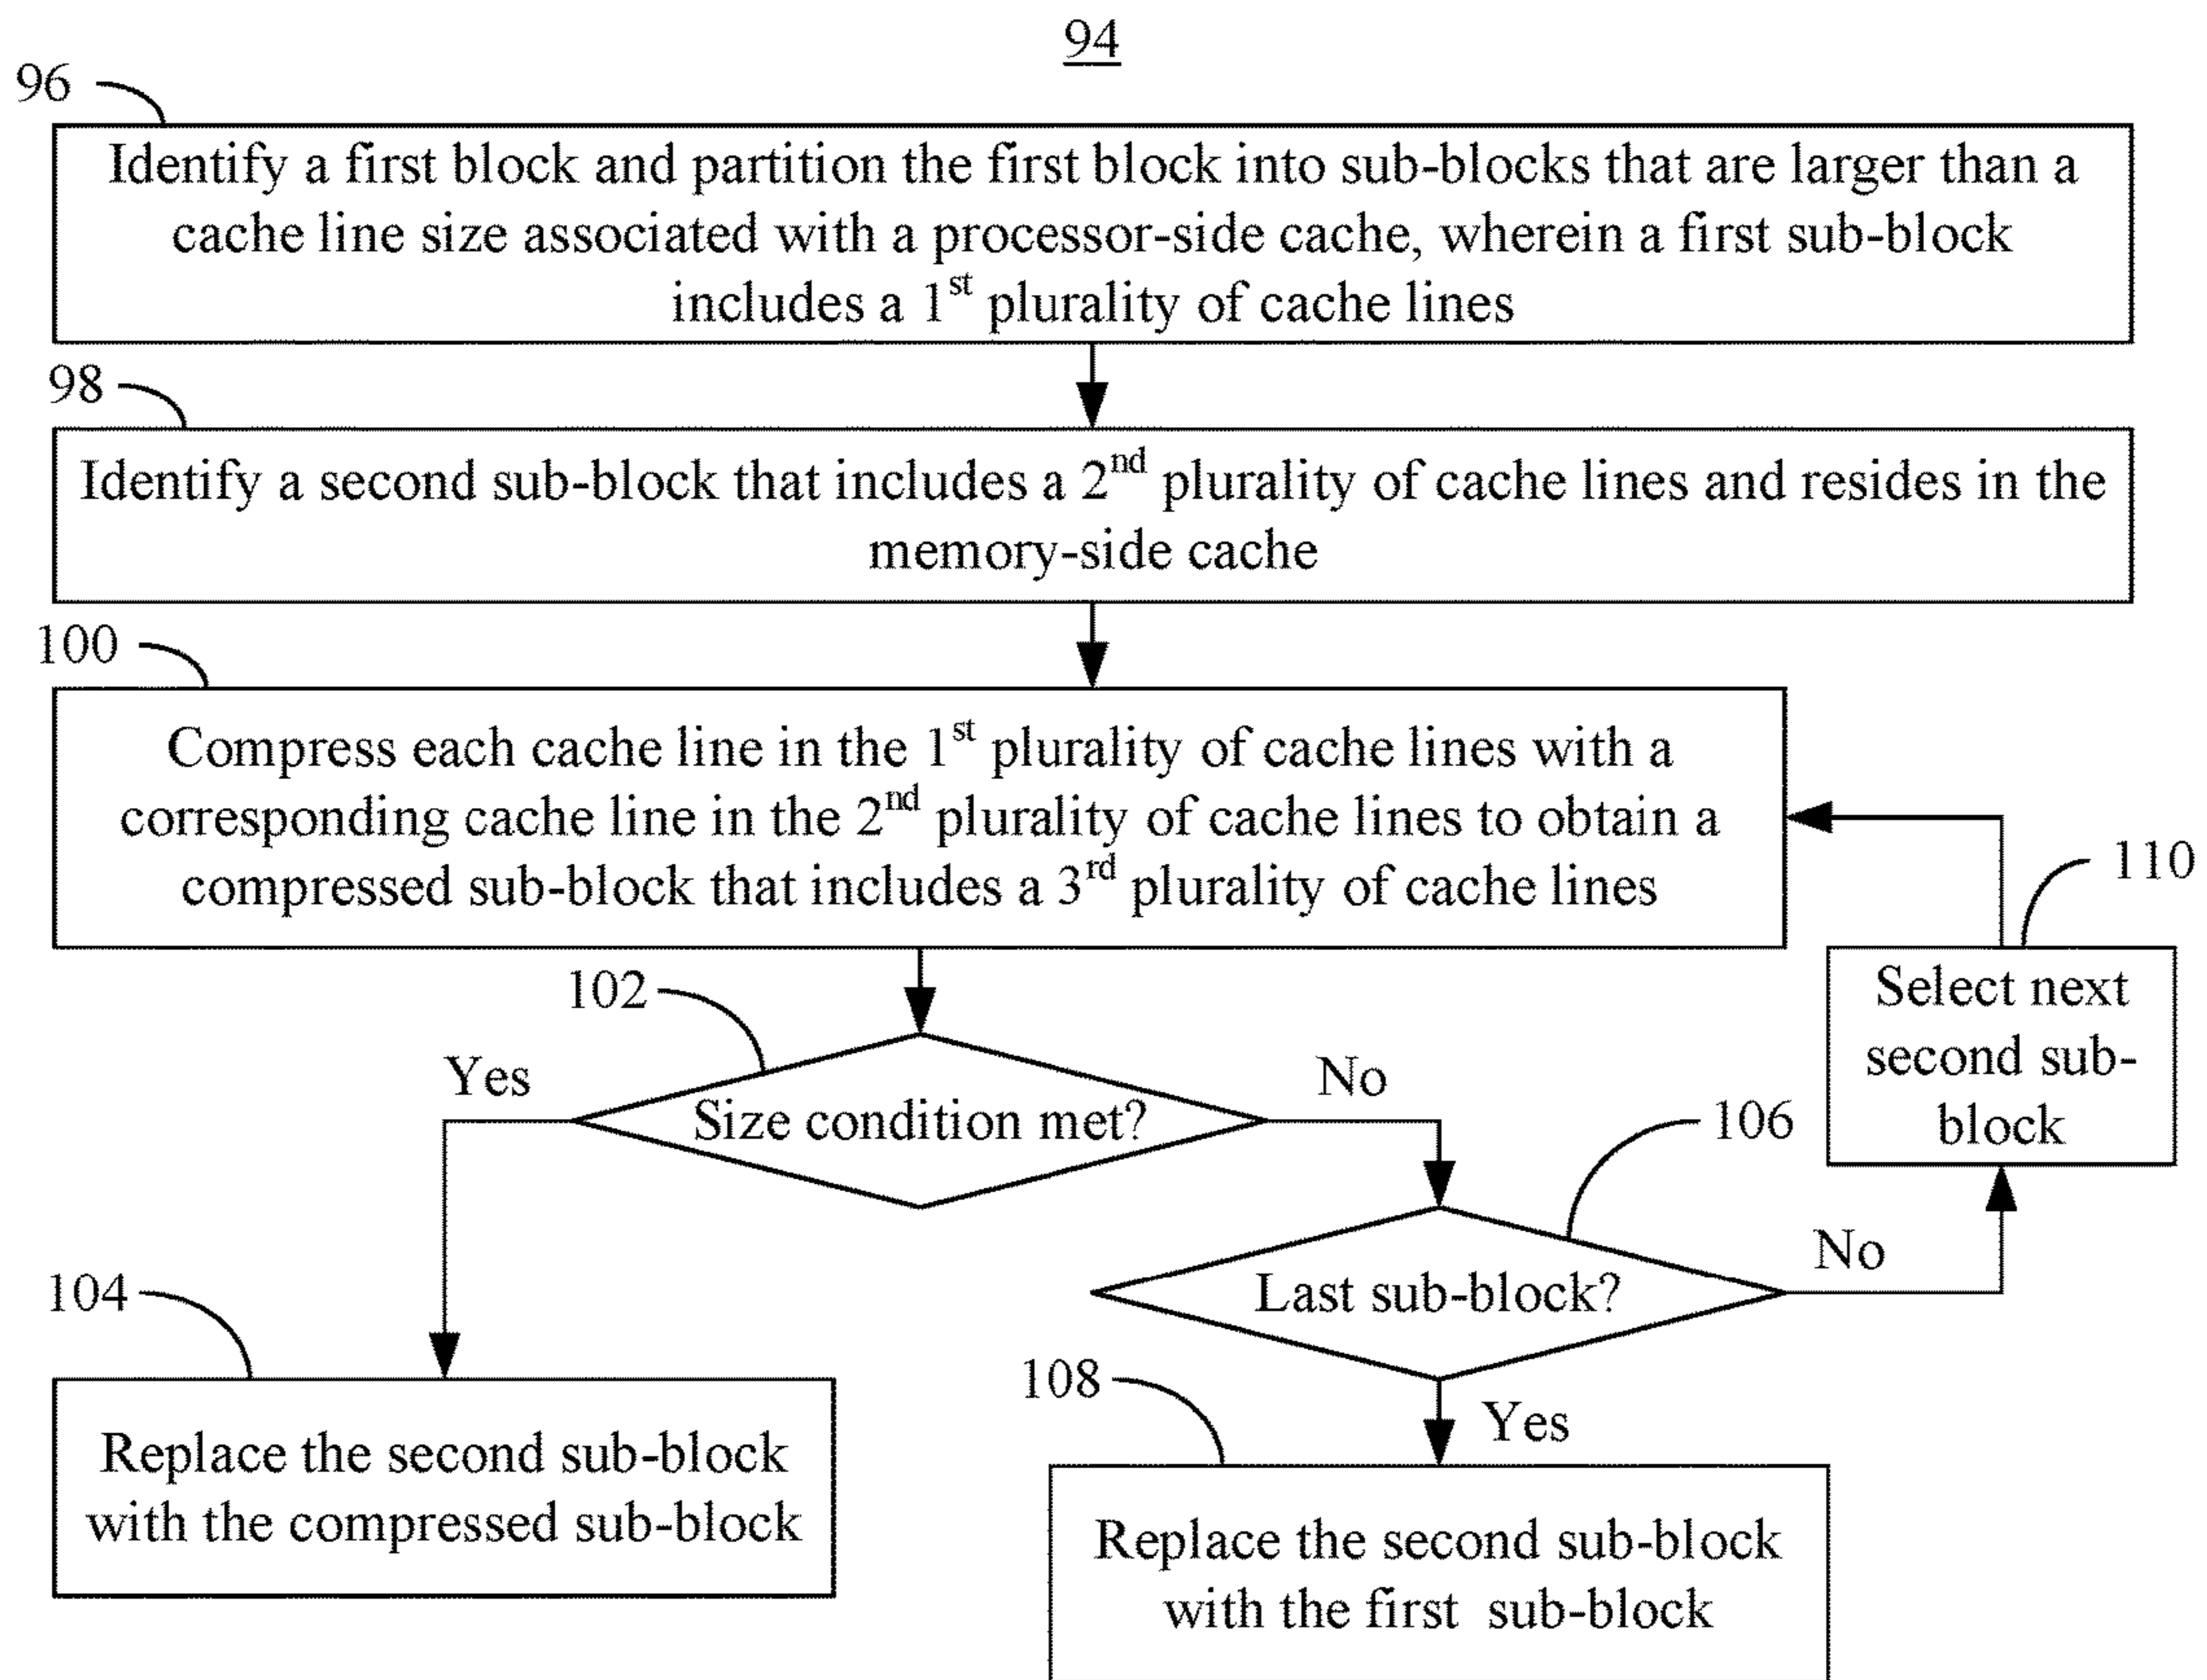 94
96
Identify a first block and partition the first block into sub-blocks that are larger than a
cache line size associated with a processor-side cache, wherein a first sub-block
includes a 1st plurality of cache lines
98
Identify a second sub-block that includes a 2nd plurality of cache lines and resides in the
memory-side cache
100
Compress each cache line in the 1st plurality of cache lines with a
corresponding cache line in the 2nd plurality of cache lines to obtain a
compressed sub-block that includes a 3rd plurality of cache lines
110
Select next
second sub-
block
102
Yes
No
Size condition met?
106
No
Last sub-block?
104
Replace the second sub-block
with the compressed sub-block
108
Yes
Replace the second sub-block
with the first sub-block